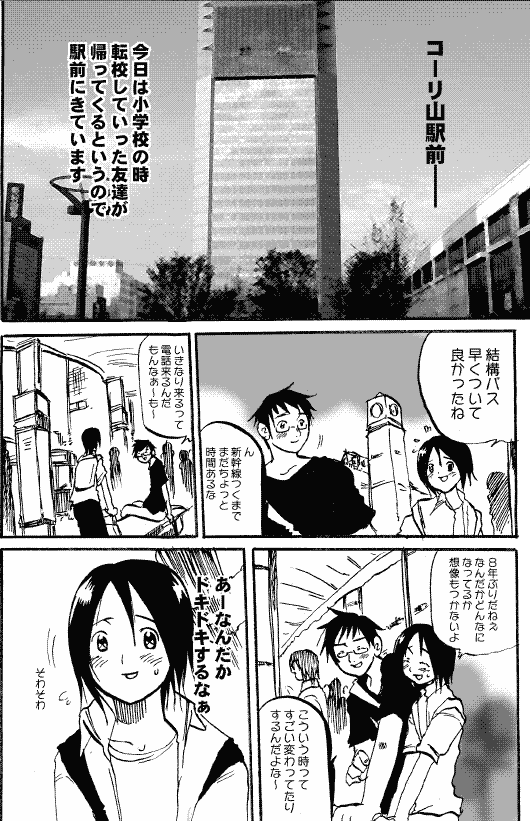 コーリ山駅前――
今日は小学校の時
転校していった友達が
帰ってくるというので
駅前にきています
結構バス
早くついて
良かったね
ん
新幹線つくまで
まだちょっと
時間あるな
いきなり来るって
電話来るんだ
もんなぁ～も～
8年ぶりだねえ
なんだかどんなに
なってるか
想像もつかないよ
こういう時って
すごい変わってたり
するんだよな～
あーなんだか
ドキドキするなぁ
そわそわ